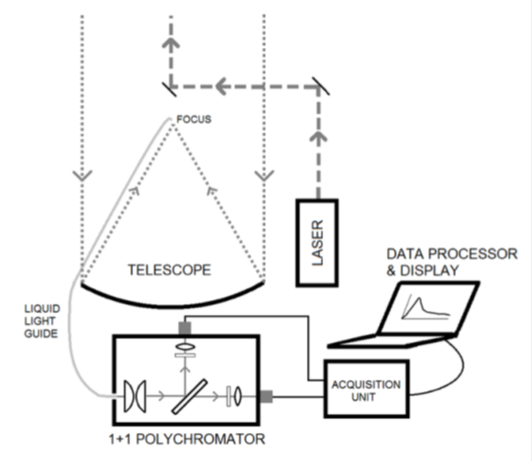 FOCUS
LASER
TELESCOPE
DATA PROCESSOR
& DISPLAY
LIQUID
LIGHT
GUIDE
ACQUISITION
UNIT
1+1 POLYCHROMATOR